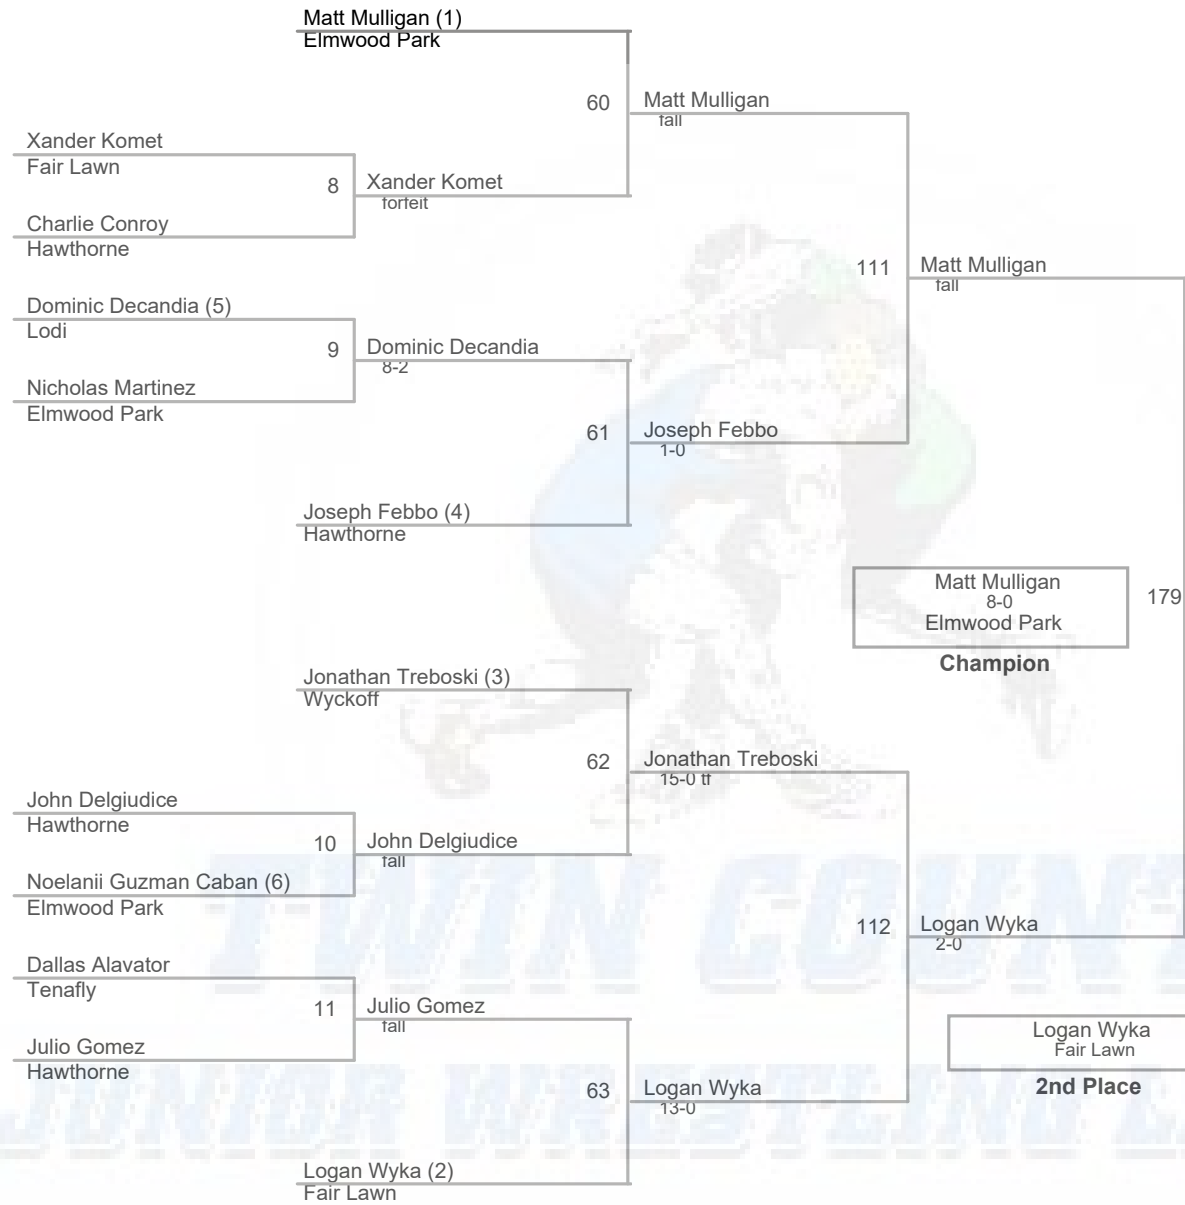 Matt Mulligan (1)
Elmwood Park
60
Matt Mulligan
fall
Xander Komet
Fair Lawn
8
Xander Komet
forfeit
Charlie Conroy
Hawthorne
111
Matt Mulligan
fall
Dominic Decandia (5)
Lodi
9
Dominic Decandia
8-2
Nicholas Martinez
Elmwood Park
61
Joseph Febbo
1-0
Joseph Febbo (4)
Hawthorne
Matt Mulligan
8-0
Elmwood Park
179
Champion
Jonathan Treboski (3)
Wyckoff
62
Jonathan Treboski
15-0 tf
John Delgiudice
Hawthorne
10
John Delgiudice
fall
Noelanii Guzman Caban (6)
Elmwood Park
112
Logan Wyka
2-0
TWIN COUN
Dallas Alavator
Tenafly
11
Julio Gomez
fall
Julio Gomez
Hawthorne
Logan Wyka
Fair Lawn
2nd Place
63
Logan Wyka
13-0
JUNIOR WRESTLING
Logan Wyka (2)
Fair Lawn